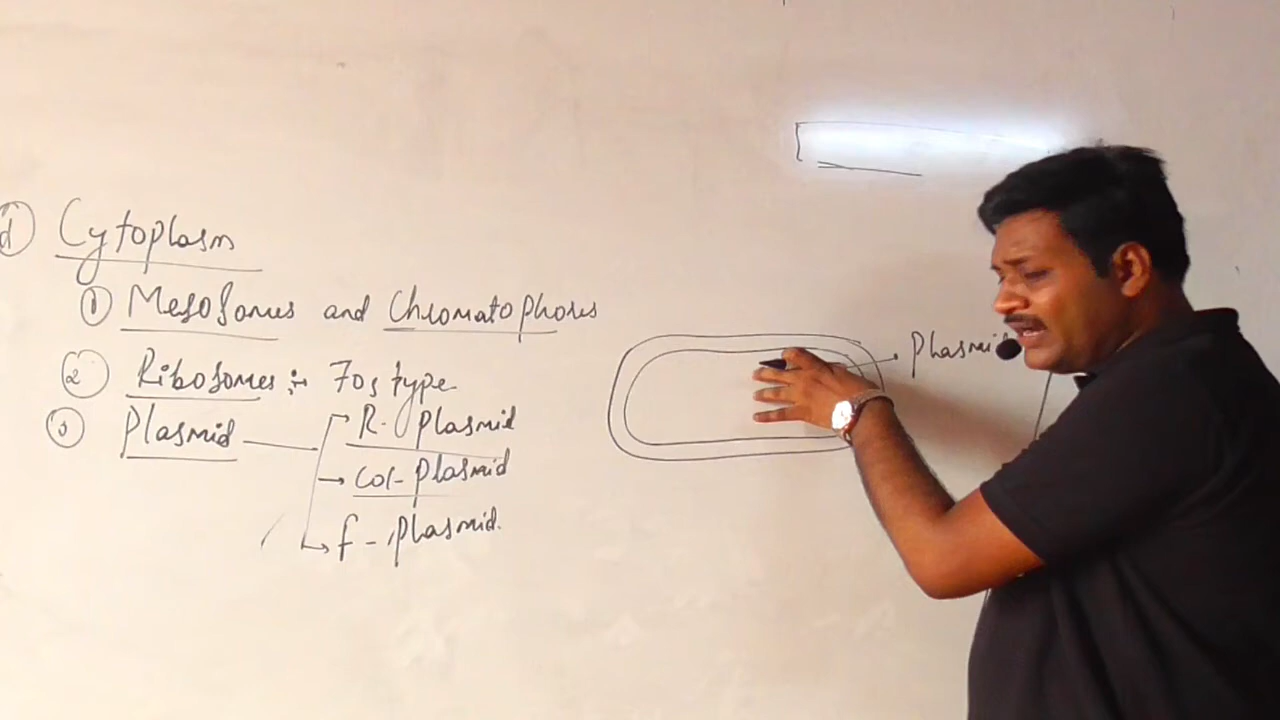 d Cytoplasm
1 Mesosomes and Chromatophores
2 Ribosomes :- 70s type
3 Plasmid
R- plasmid
→ Col- plasmid
→ f- plasmid.
Plasmid